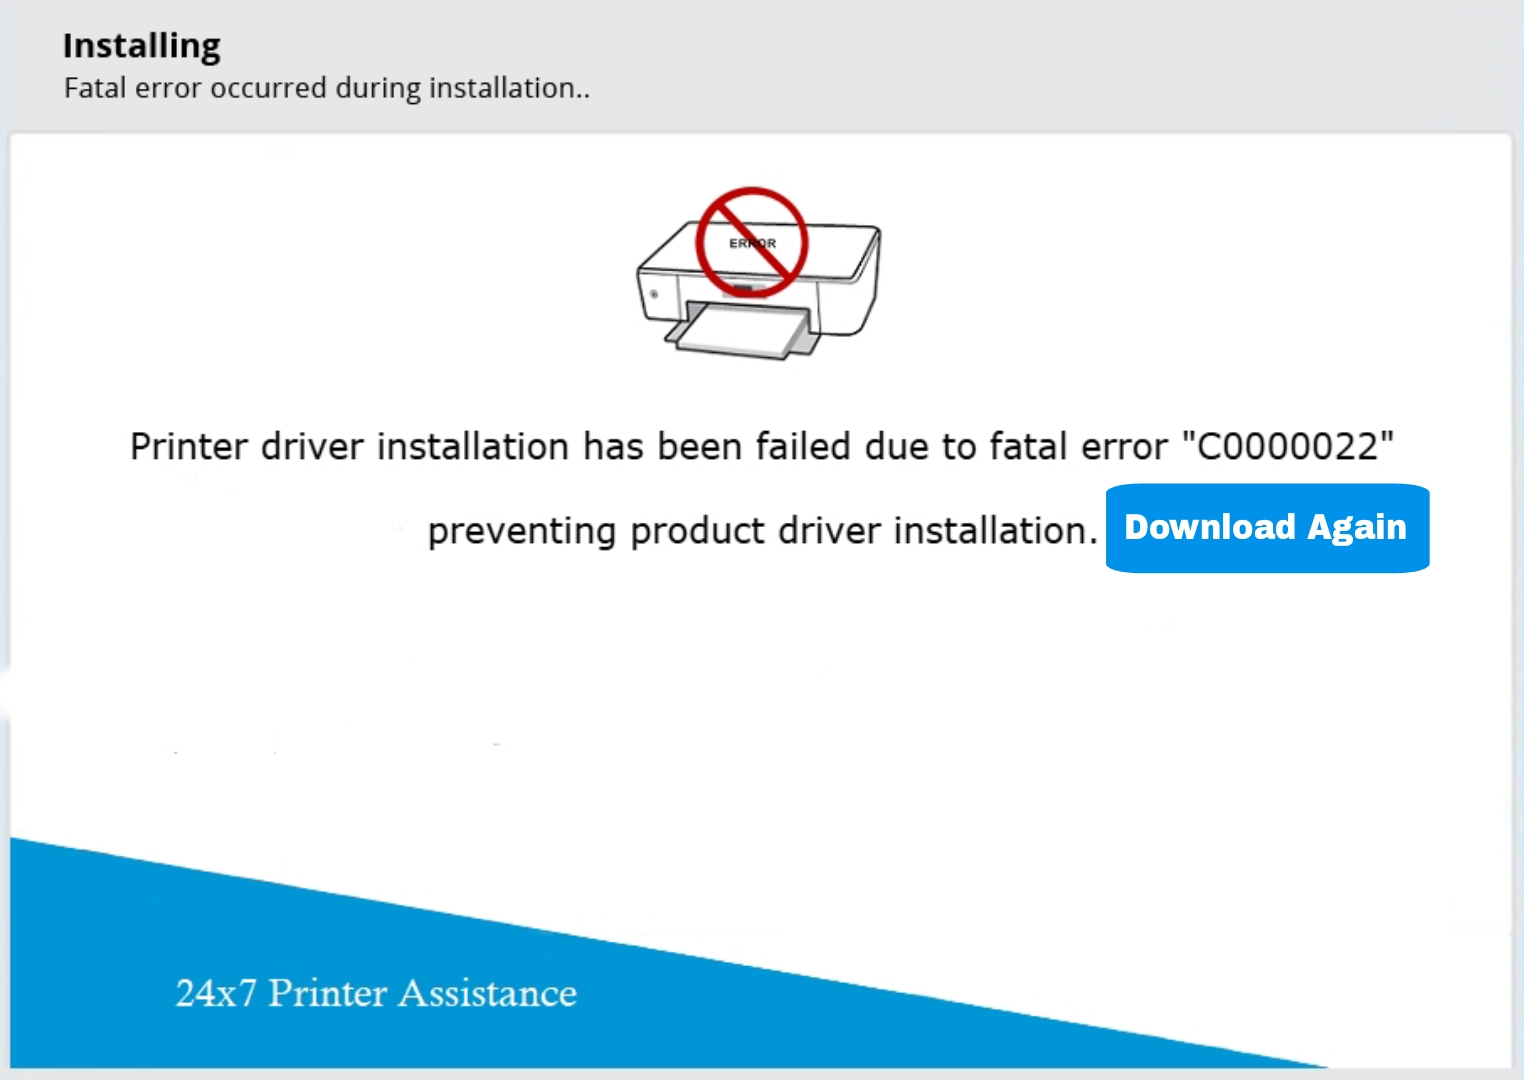 Installing
Fatal error occurred during installation..
ERROR
Printer driver installation has been failed due to fatal error "C0000022"
preventing product driver installation. Download Again
24x7 Printer Assistance